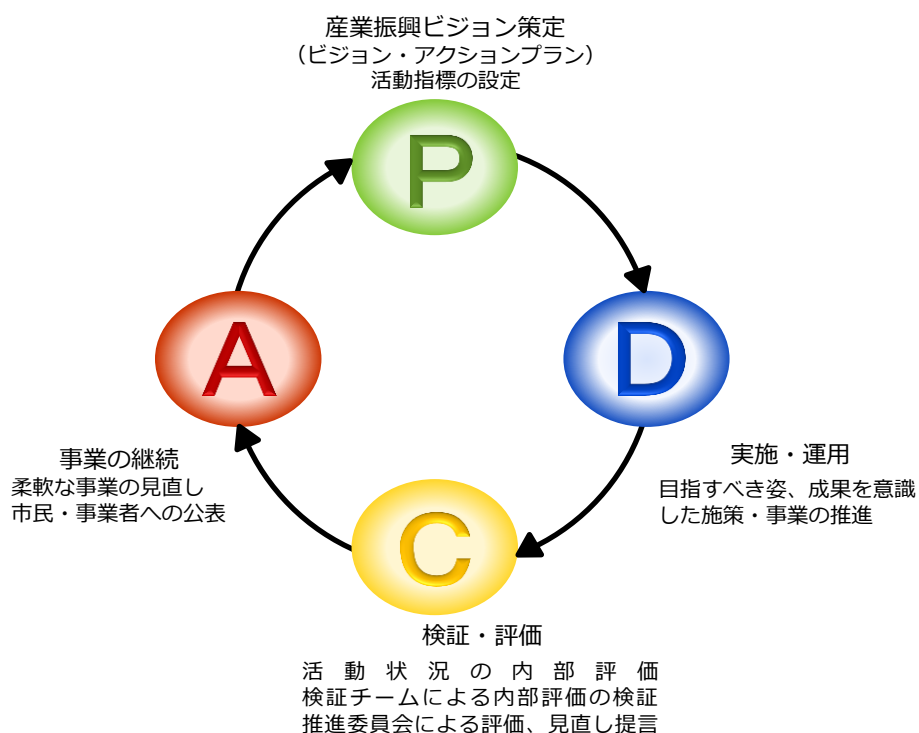 産業振興ビジョン策定
（ビジョン・アクションプラン）
活動指標の設定
P
A
D
事業の継続
柔軟な事業の見直し
市民・事業者への公表
実施・運用
目指すべき姿、成果を意識
した施策・事業の推進
C
検証・評価
活動状況の内部評価
検証チームによる内部評価の検証
推進委員会による評価、見直し提言